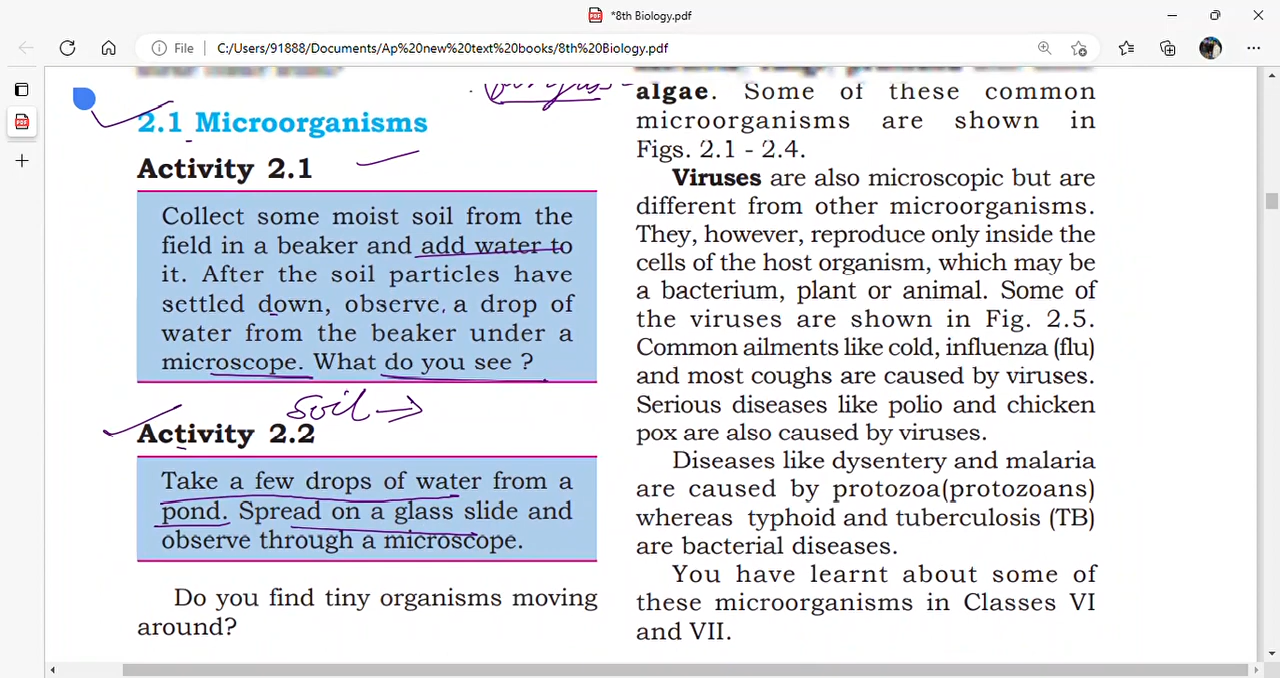 *8th Biology.pdf
File
C:/Users/91888/Documents/Ap%20new%20text%20books/8th%20Biology.pdf
2.1 Microorganisms
Activity 2.1
Collect some moist soil from the
field in a beaker and add water to
it. After the soil particles have
settled down, observe a drop of
water from the beaker under a
microscope. What do you see ?
soil →
Activity 2.2
Take a few drops of water from a
pond. Spread on a glass slide and
observe through a microscope.
Do you find tiny organisms moving
around?
algae. Some of these common
microorganisms are shown in
Figs. 2.1 - 2.4.
Viruses are also microscopic but are
different from other microorganisms.
They, however, reproduce only inside the
cells of the host organism, which may be
a bacterium, plant or animal. Some of
the viruses are shown in Fig. 2.5.
Common ailments like cold, influenza (flu)
and most coughs are caused by viruses.
Serious diseases like polio and chicken
pox are also caused by viruses.
Diseases like dysentery and malaria
are caused by protozoa(protozoans)
whereas typhoid and tuberculosis (TB)
are bacterial diseases.
You have learnt about some of
these microorganisms in Classes VI
and VII.